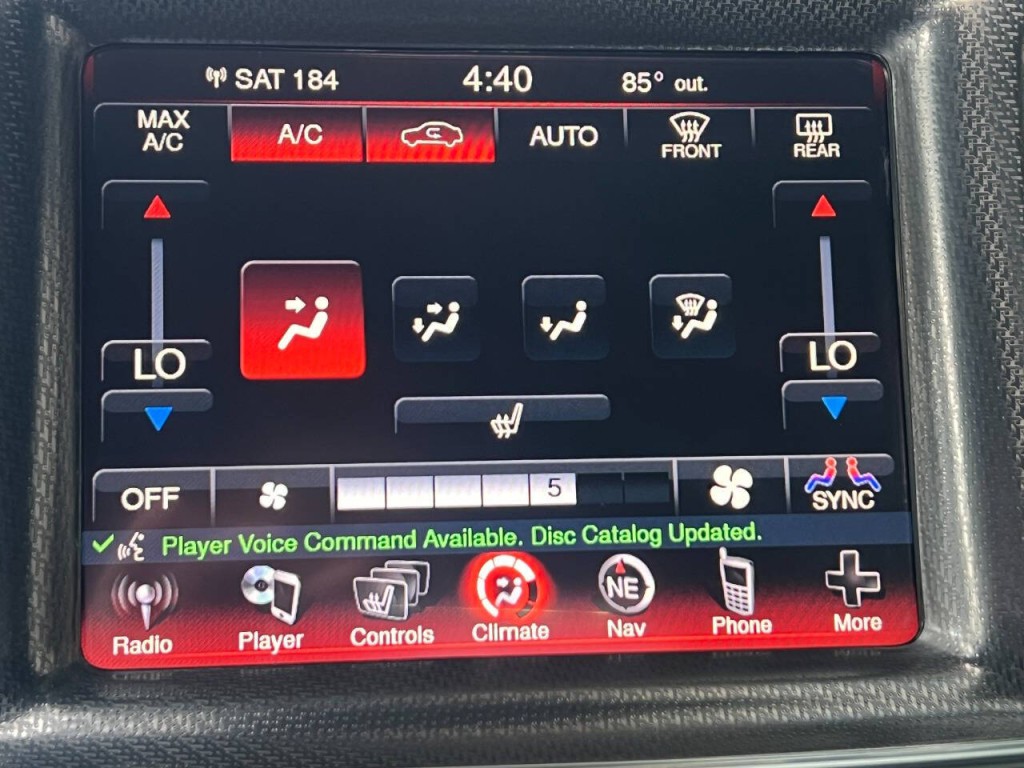 SAT 184 4:40 85° out.
MAX A/C A/C AUTO FRONT REAR
LO LO
OFF 5 SYNC
Player Voice Command Available. Disc Catalog Updated.
NE
Radio Player Controls Climate Nav Phone More